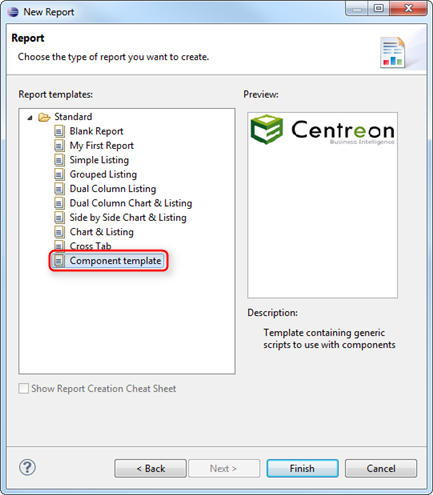 New Report
Report
Choose the type of report you want to create.
Report templates:
Standard
Blank Report
My First Report
Simple Listing
Grouped Listing
Dual Column Listing
Dual Column Chart & Listing
Side by Side Chart & Listing
Chart & Listing
Cross Tab
Component template
Preview:
Centreon
Business Intelligence
Description:
Template containing generic
scripts to use with components
Show Report Creation Cheat Sheet
?
< Back
Next >
Finish
Cancel